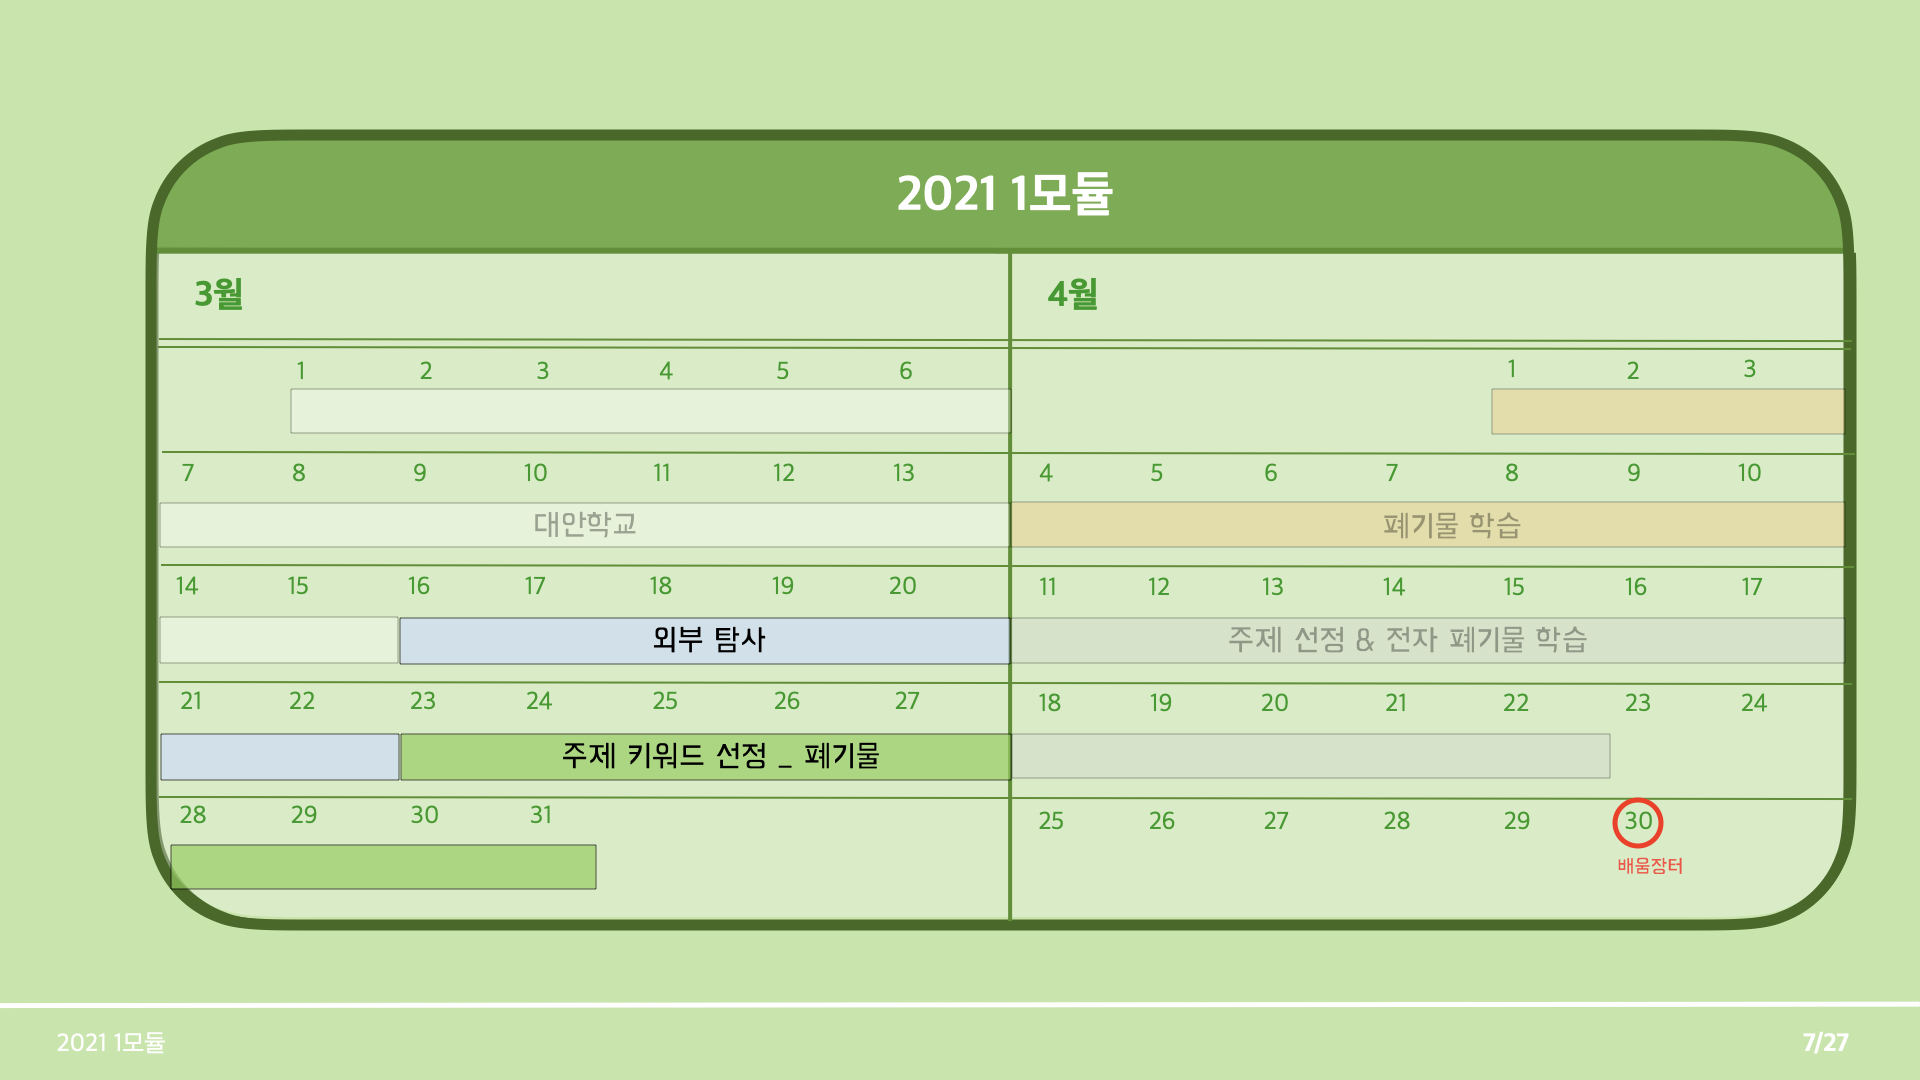 2021 1모듈
3월
1 2 3 4 5 6
7 8 9 10 11 12 13
대안학교
14 15 16 17 18 19 20
외부 탐사
21 22 23 24 25 26 27
주제 키워드 선정 _ 폐기물
28 29 30 31
4월
1 2 3
4 5 6 7 8 9 10
폐기물 학습
11 12 13 14 15 16 17
주제 선정 & 전자 폐기물 학습
18 19 20 21 22 23 24
25 26 27 28 29 30
배움장터
2021 1모듈
7/27